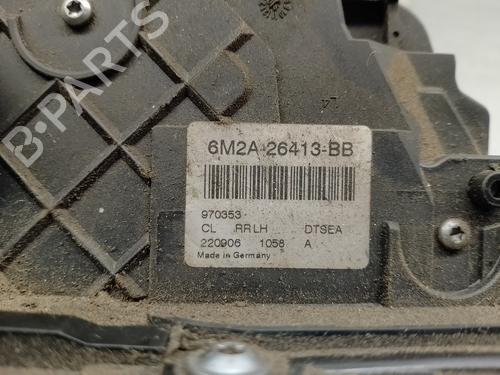 B-PARTS
6M2A-26413-BB
970353
CL RR LH DTSEA
220906 1058 A
Made in Germany